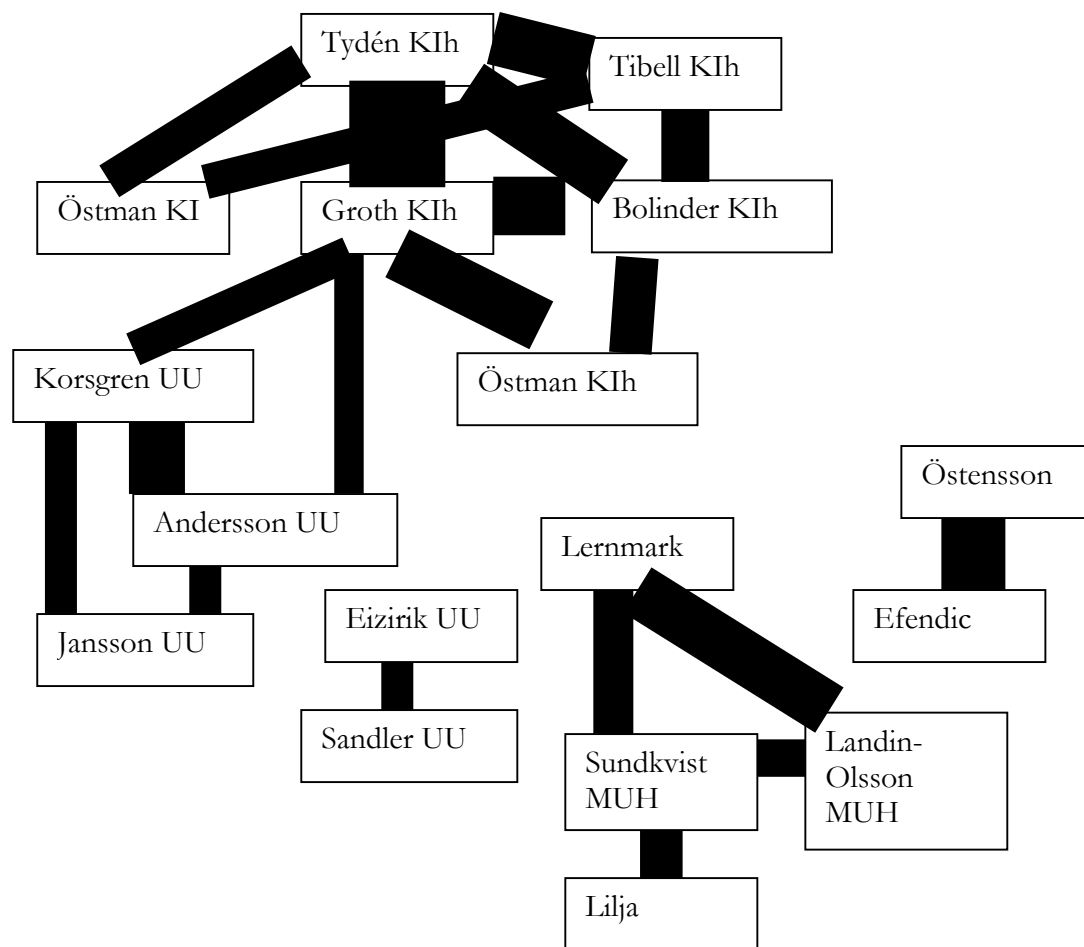 Tydén KIh
Tibell KIh
Östman KI
Groth KIh
Bolinder KIh
Korsgren UU
Östman KIh
Östensson
Andersson UU
Lernmark
Eizirik UU
Efendic
Jansson UU
Sandler UU
Sundkvist
MUH
Landin-
Olsson
MUH
Lilja